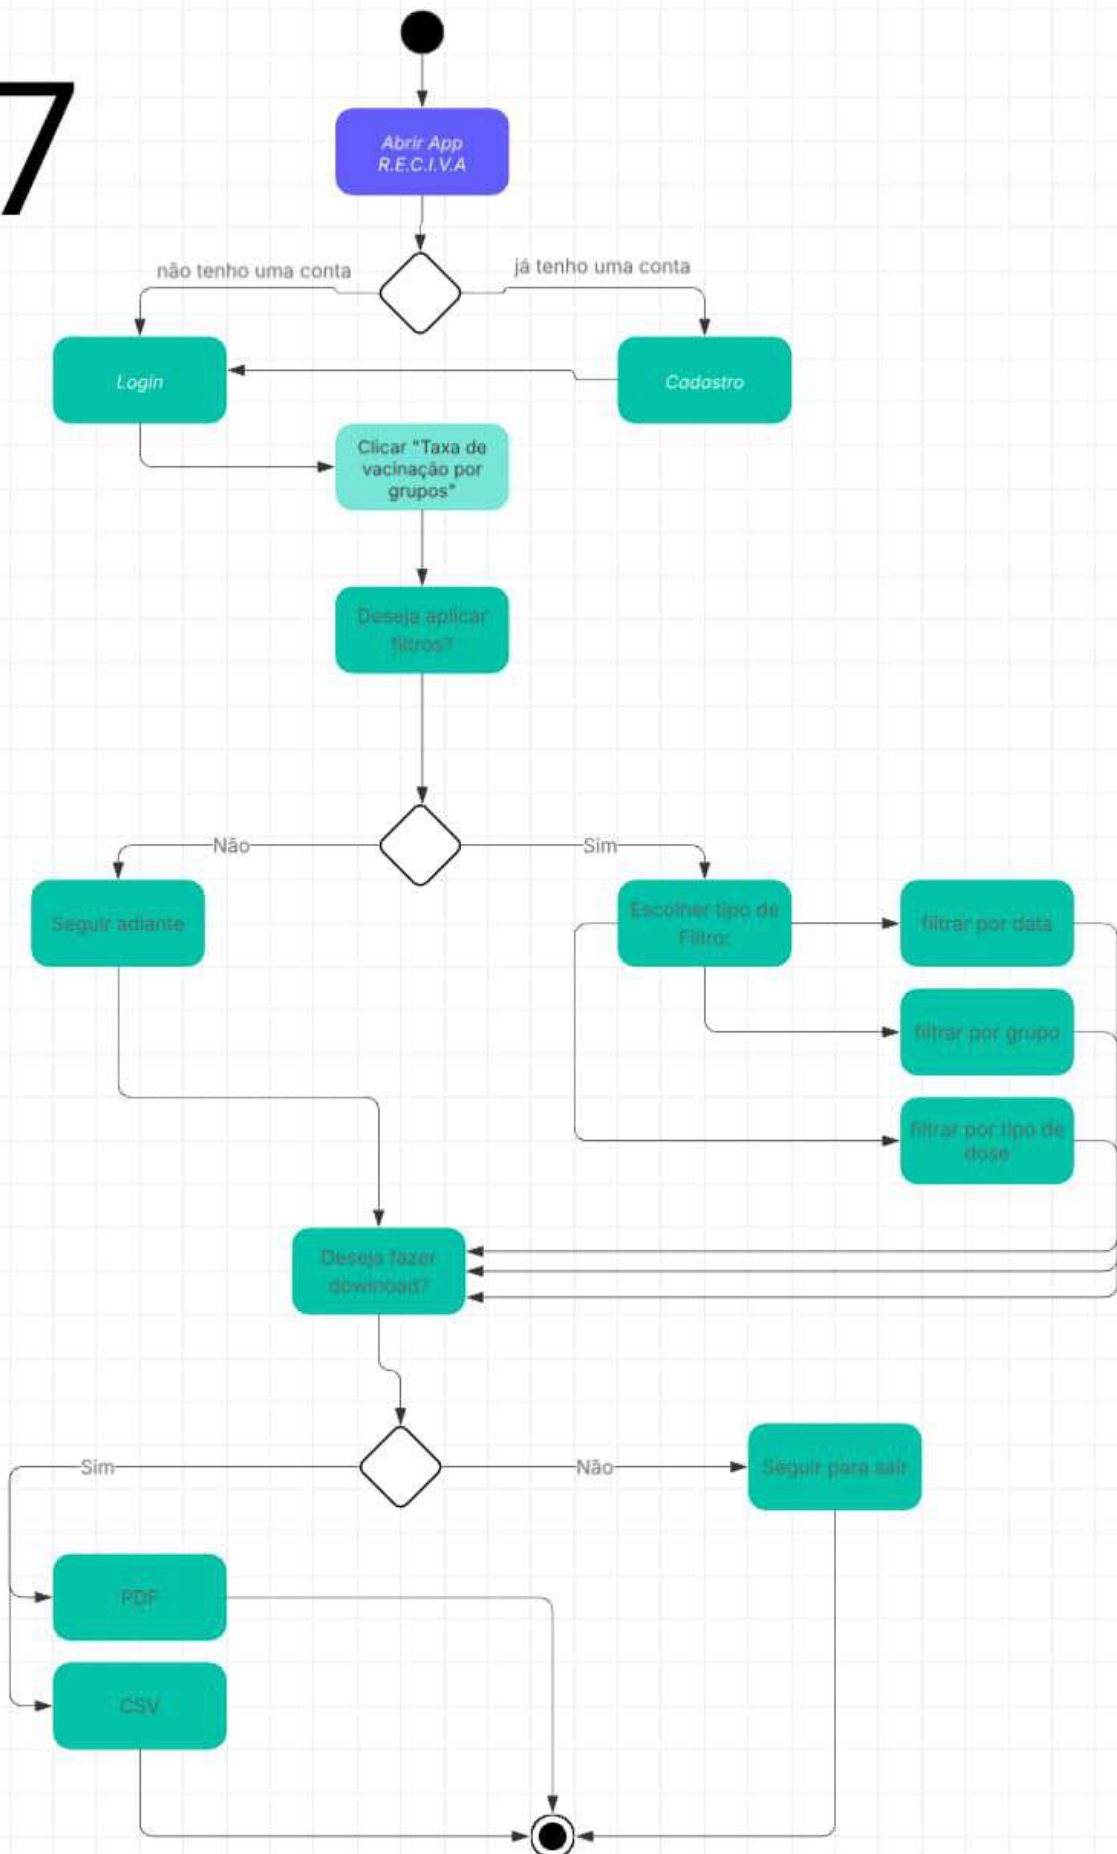 7
Abrir App
R.E.C.I.V.A
não tenho uma conta
já tenho uma conta
Login
Cadastro
Clicar "Taxa de
vacinação por
grupos"
Deseja aplicar
filtros?
Não
Sim
Seguir adiante
Escolher tipo de
Filtro:
filtrar por data
filtrar por grupo
filtrar por tipo de
dose
Deseja fazer
dowlnoad?
Sim
Não
Seguir para sair
PDF
CSV